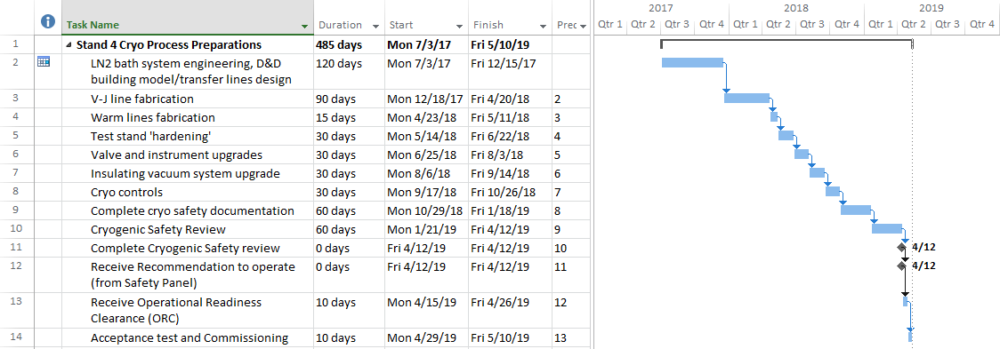 2017 2018 2019
Task Name Duration Start Finish Prec Qtr 1 Qtr 2 Qtr 3 Qtr 4 Qtr 1 Qtr 2 Qtr 3 Qtr 4 Qtr 1 Qtr 2 Qtr 3 Qtr 4
1 Stand 4 Cryo Process Preparations 485 days Mon 7/3/17 Fri 5/10/19
2 LN2 bath system engineering, D&D 120 days Mon 7/3/17 Fri 12/15/17
building model/transfer lines design
3 V-J line fabrication 90 days Mon 12/18/17 Fri 4/20/18 2
4 Warm lines fabrication 15 days Mon 4/23/18 Fri 5/11/18 3
5 Test stand 'hardening' 30 days Mon 5/14/18 Fri 6/22/18 4
6 Valve and instrument upgrades 30 days Mon 6/25/18 Fri 8/3/18 5
7 Insulating vacuum system upgrade 30 days Mon 8/6/18 Fri 9/14/18 6
8 Cryo controls 30 days Mon 9/17/18 Fri 10/26/18 7
9 Complete cryo safety documentation 60 days Mon 10/29/18 Fri 1/18/19 8
10 Cryogenic Safety Review 60 days Mon 1/21/19 Fri 4/12/19 9
11 Complete Cryogenic Safety review 0 days Fri 4/12/19 Fri 4/12/19 10 4/12
12 Receive Recommendation to operate 0 days Fri 4/12/19 Fri 4/12/19 11 4/12
(from Safety Panel)
13 Receive Operational Readiness 10 days Mon 4/15/19 Fri 4/26/19 12
Clearance (ORC)
14 Acceptance test and Commissioning 10 days Mon 4/29/19 Fri 5/10/19 13